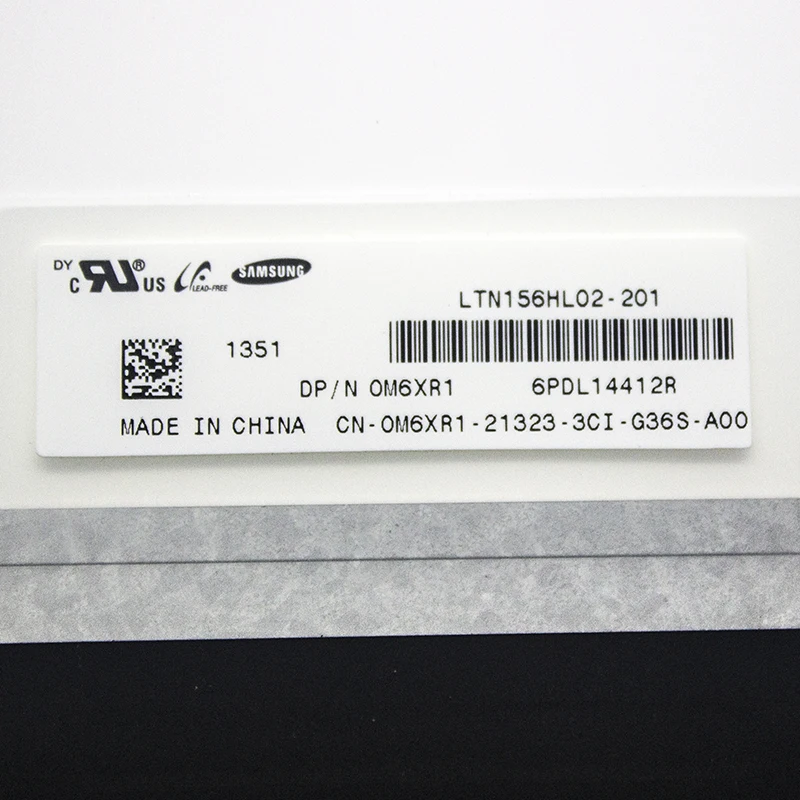 DY
c RU® US LEAD-FREE SAMSUNG
LTN156HL02-201
1351
DP/N 0M6XR1 6PDL14412R
MADE IN CHINA CN-0M6XR1-21323-3CI-G36S-A00